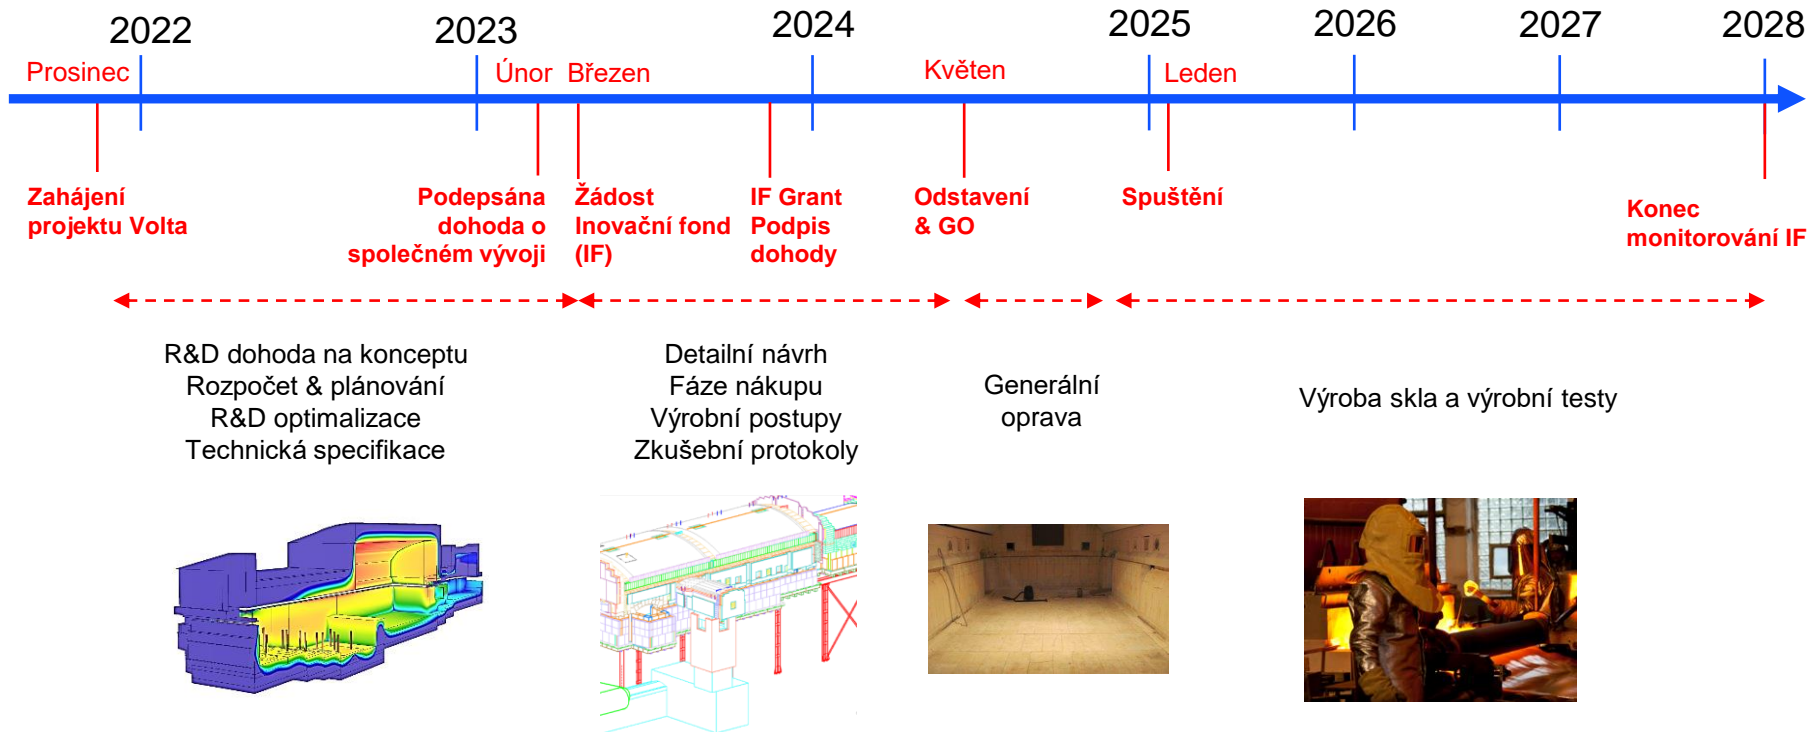 2022
2023
2024
2025
2026
2027
2028
Prosinec
Únor
Březen
Květen
Leden
Zahájení
projektu Volta
Podepsána
dohoda o
společném vývoji
Žádost
Inovační fond
(IF)
IF Grant
Podpis
dohody
Odstavení
& GO
Spuštění
Konec
monitorování IF
R&D dohoda na konceptu
Rozpočet & plánování
R&D optimalizace
Technická specifikace
Detailní návrh
Fáze nákupu
Výrobní postupy
Zkušební protokoly
Generální
oprava
Výroba skla a výrobní testy